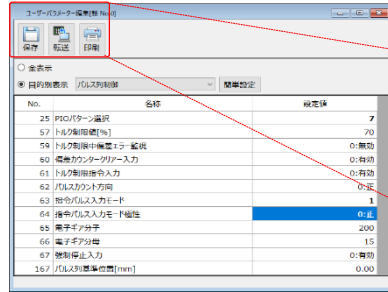 ユーザーパラメーター編集[軸 No.0]
保存 転送 印刷
全表示
目的別表示 パルス列制御 簡単設定
No. 名称 設定値
25 PIOパターン選択 7
57 トルク制限値[%] 70
59 トルク制限中偏差エラー監視 0:無効
60 偏差カウンタークリアー入力 0:有効
61 トルク制限指令入力 0:有効
62 パルスカウント方向 0:正
63 指令パルス入力モード 1
64 指令パルス入力モード極性 0:正
65 電子ギア分子 200
66 電子ギア分母 15
67 強制停止入力 0:有効
167 パルス列基準位置[mm] 0.00